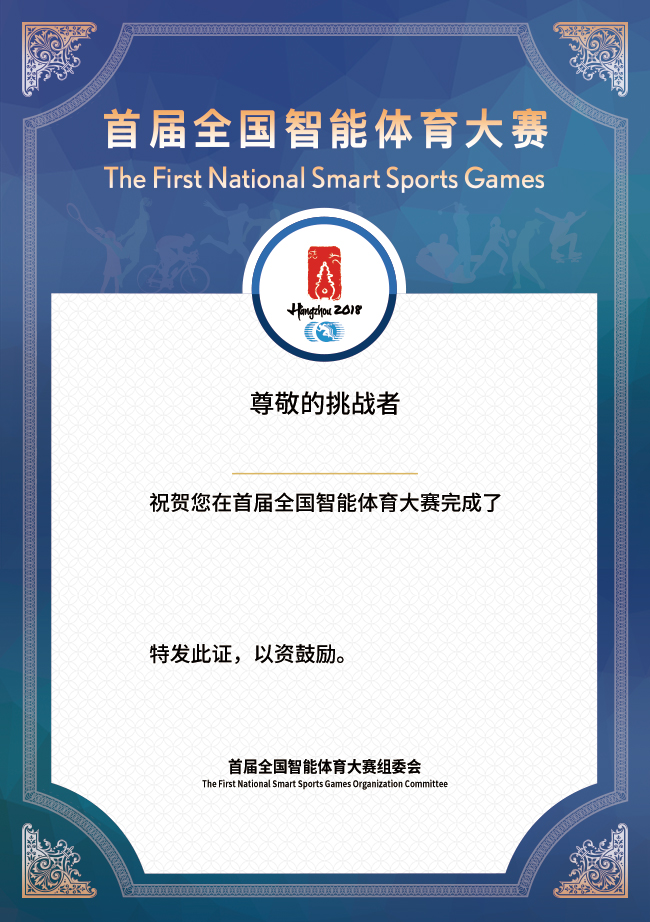 首届全国智能体育大赛
The First National Smart Sports Games
Hangzhou 2018
尊敬的挑战者
祝贺您在首届全国智能体育大赛完成了
特发此证，以资鼓励。
首届全国智能体育大赛组委会
The First National Smart Sports Games Organization Committee